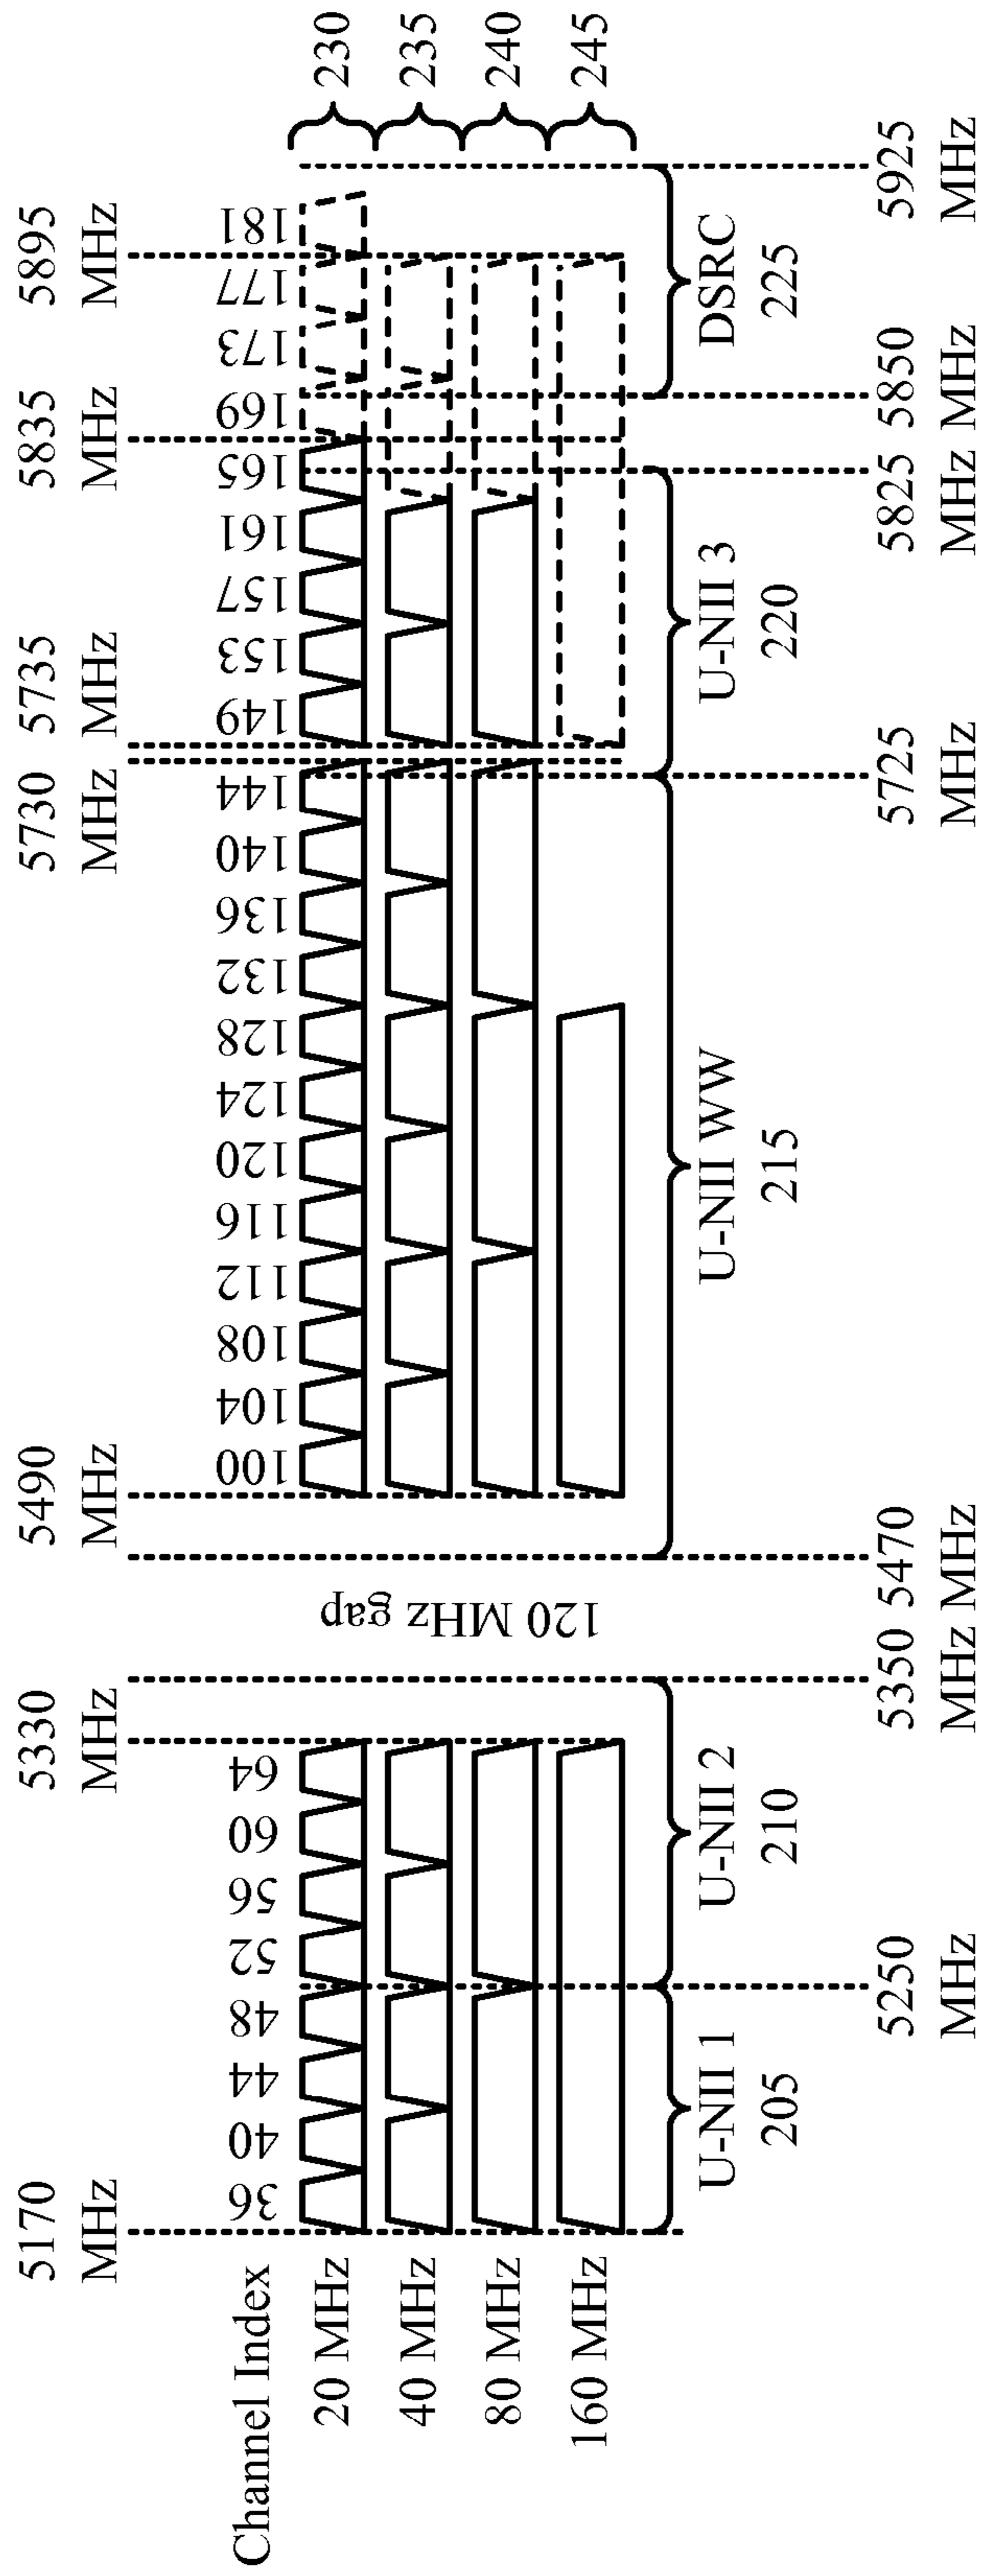 5170
MHz
5330
MHz
5490
MHz
5730
MHz
5735
MHz
5835
MHz
5895
MHz
Channel Index
36
40
44
48
52
56
60
64
100
104
108
112
116
120
124
128
132
136
140
144
149
153
157
161
165
169
173
177
181
20 MHz
230
40 MHz
235
80 MHz
240
160 MHz
245
120 MHz gap
U-NII 1
205
U-NII 2
210
U-NII WW
215
U-NII 3
220
DSRC
225
5250
MHz
5350
MHz
5470
MHz
5725
MHz
5825
MHz
5850
MHz
5925
MHz